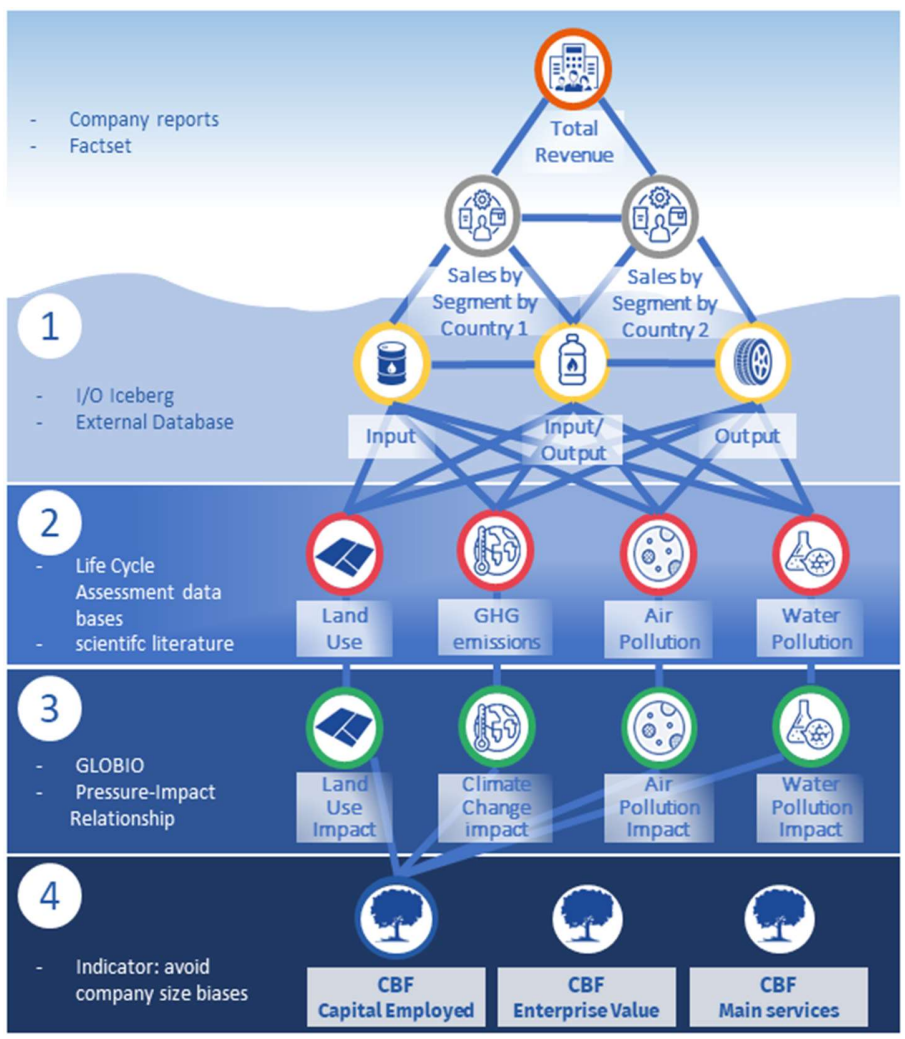 - Company reports
- Factset
Total
Revenue
Sales by
Segment by
Country 1
Sales by
Segment by
Country 2
1
- I/O Iceberg
- External Database
Input
Input/
Output
Output
2
- Life Cycle
Assessment data
bases
- scientifc literature
Land
Use
GHG
emissions
Air
Pollution
Water
Pollution
3
- GLOBIO
- Pressure-Impact
Relationship
Land
Use
Impact
Climate
Change
impact
Air
Pollution
Impact
Water
Pollution
Impact
4
- Indicator: avoid
company size biases
CBF
Capital Employed
CBF
Enterprise Value
CBF
Main services